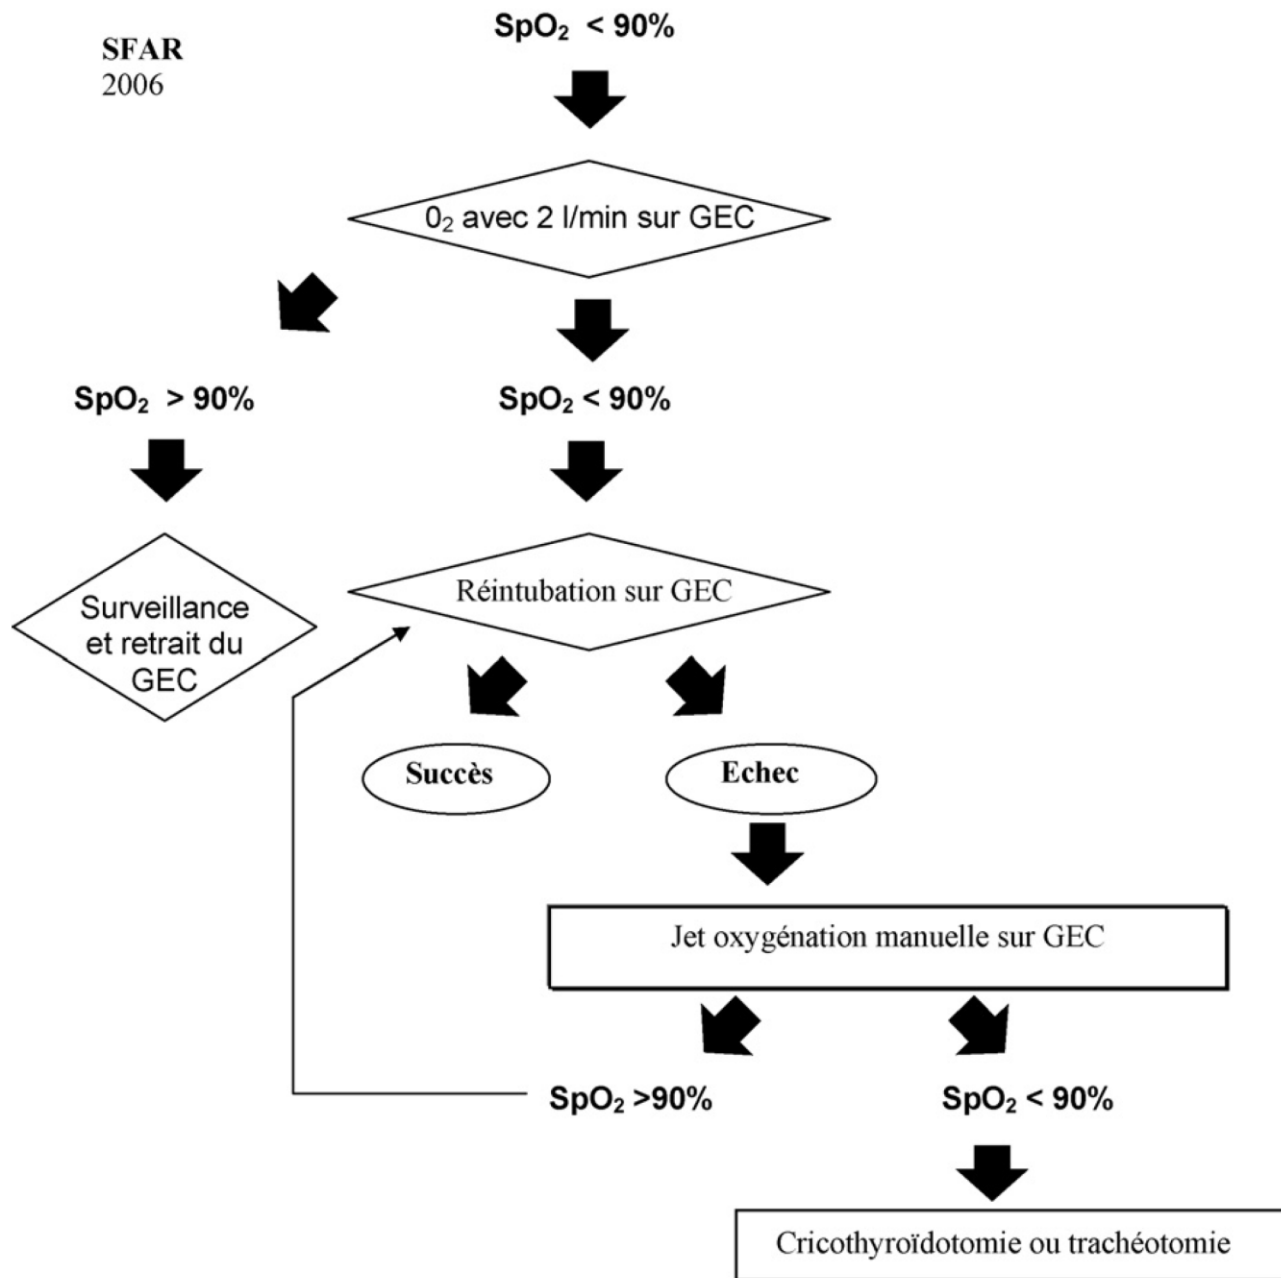 SpO₂ < 90%
SFAR
2006
0₂ avec 2 l/min sur GEC
SpO₂ > 90%
SpO₂ < 90%
Surveillance
et retrait du
GEC
Réintubation sur GEC
Succès
Echec
Jet oxygénation manuelle sur GEC
SpO₂ >90%
SpO₂ < 90%
Cricothyroïdotomie ou trachéotomie